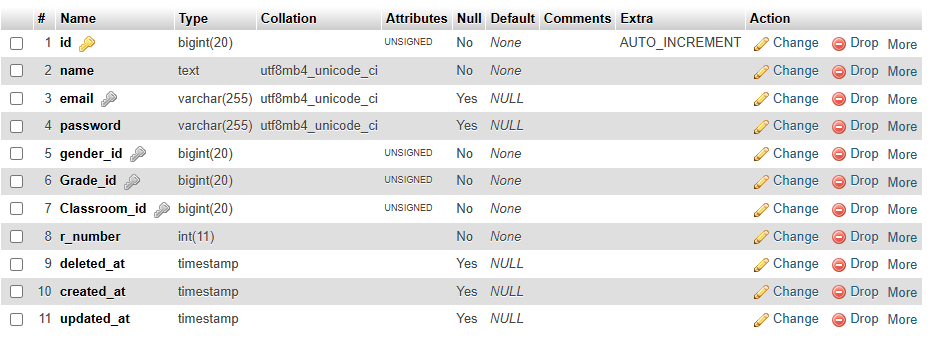 # Name Type Collation Attributes Null Default Comments Extra Action
1 id bigint(20) UNSIGNED No None AUTO_INCREMENT Change Drop More
2 name text utf8mb4_unicode_ci No None Change Drop More
3 email varchar(255) utf8mb4_unicode_ci Yes NULL Change Drop More
4 password varchar(255) utf8mb4_unicode_ci Yes NULL Change Drop More
5 gender_id bigint(20) UNSIGNED No None Change Drop More
6 Grade_id bigint(20) UNSIGNED No None Change Drop More
7 Classroom_id bigint(20) UNSIGNED No None Change Drop More
8 r_number int(11) No None Change Drop More
9 deleted_at timestamp Yes NULL Change Drop More
10 created_at timestamp Yes NULL Change Drop More
11 updated_at timestamp Yes NULL Change Drop More